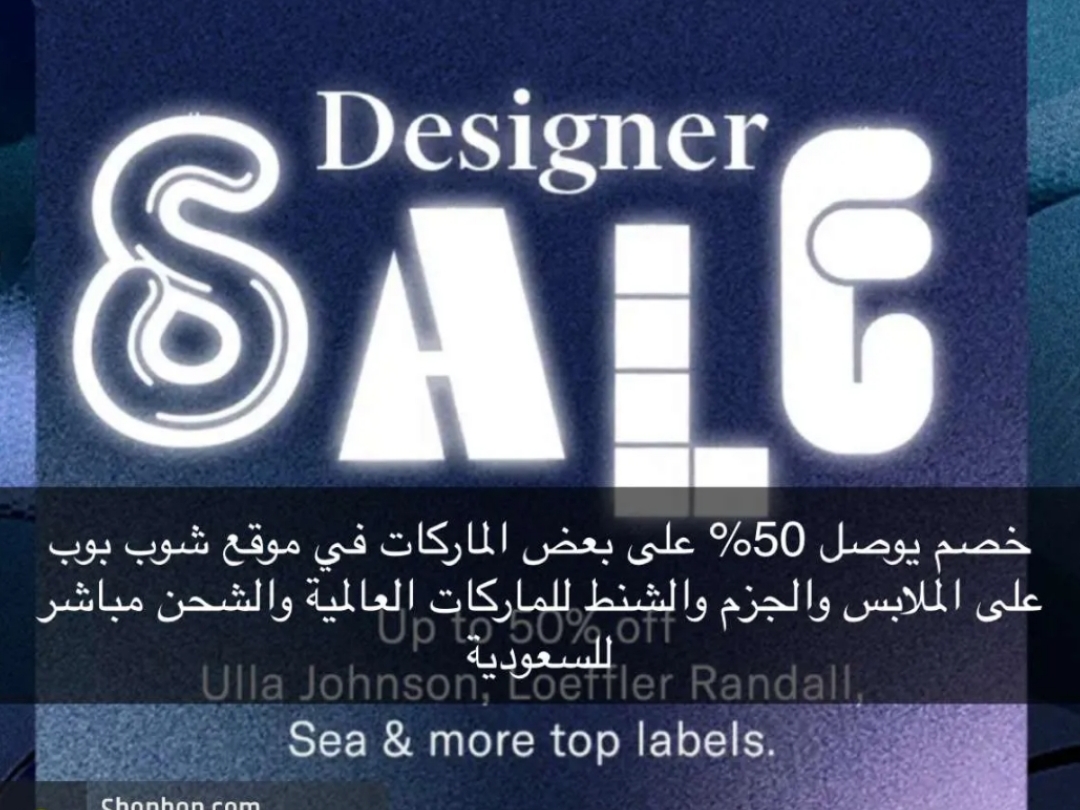 Designer
SALE
خصم يوصل 50% على بعض الماركات في موقع شوب بوب
على الملابس والجزم والشنط للماركات العالمية والشحن مباشر
للسعودية
Up to 50% off
Ulla Johnson, Loeffler Randall,
Sea & more top labels.
Shopbop.com